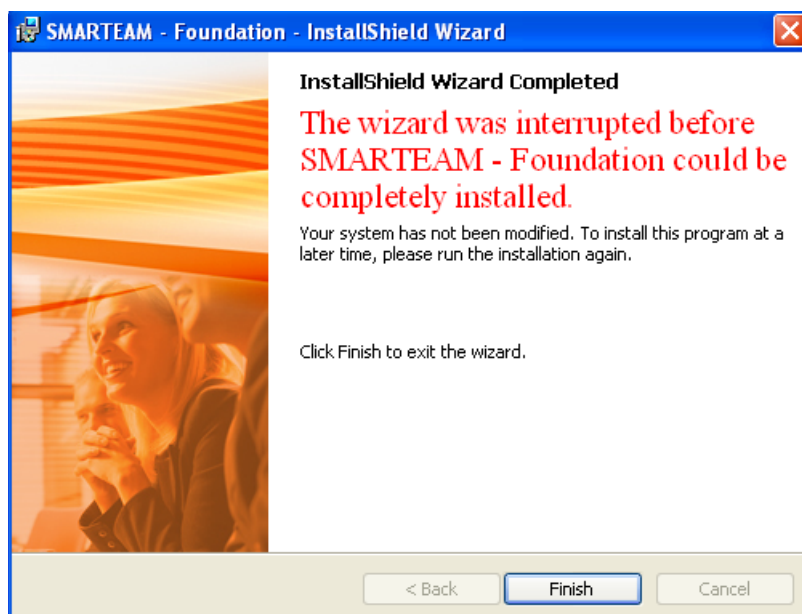 SMARTEAM - Foundation - InstallShield Wizard
InstallShield Wizard Completed
The wizard was interrupted before
SMARTEAM - Foundation could be
completely installed.
Your system has not been modified. To install this program at a
later time, please run the installation again.
Click Finish to exit the wizard.
< Back Finish Cancel